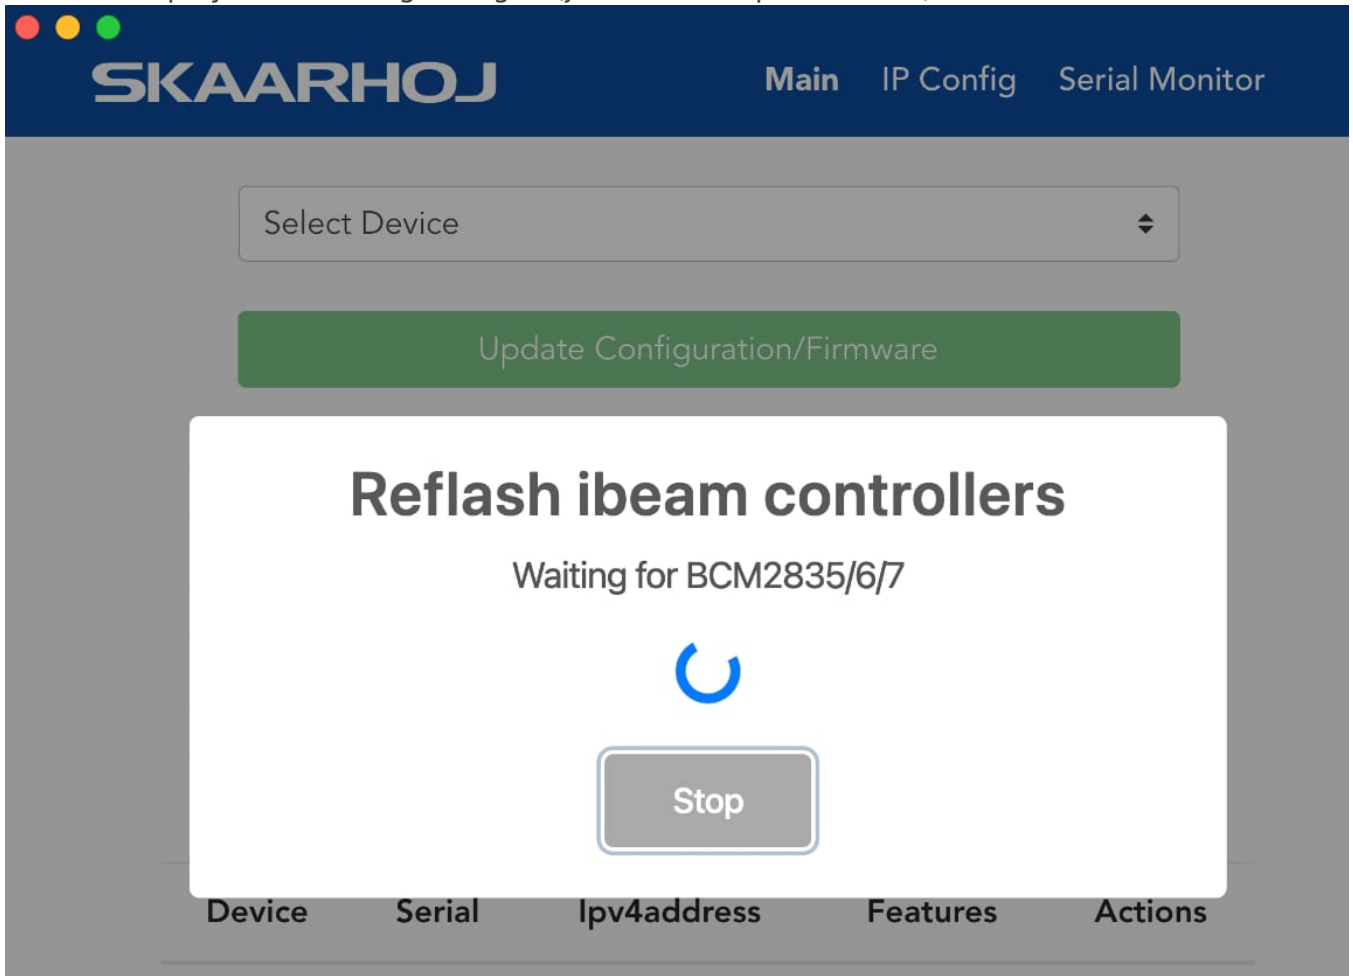 SKAARHOJ
Main IP Config Serial Monitor
Select Device
Update Configuration/Firmware
Reflash ibeam controllers
Waiting for BCM2835/6/7
Stop
Device Serial Ipv4address Features Actions